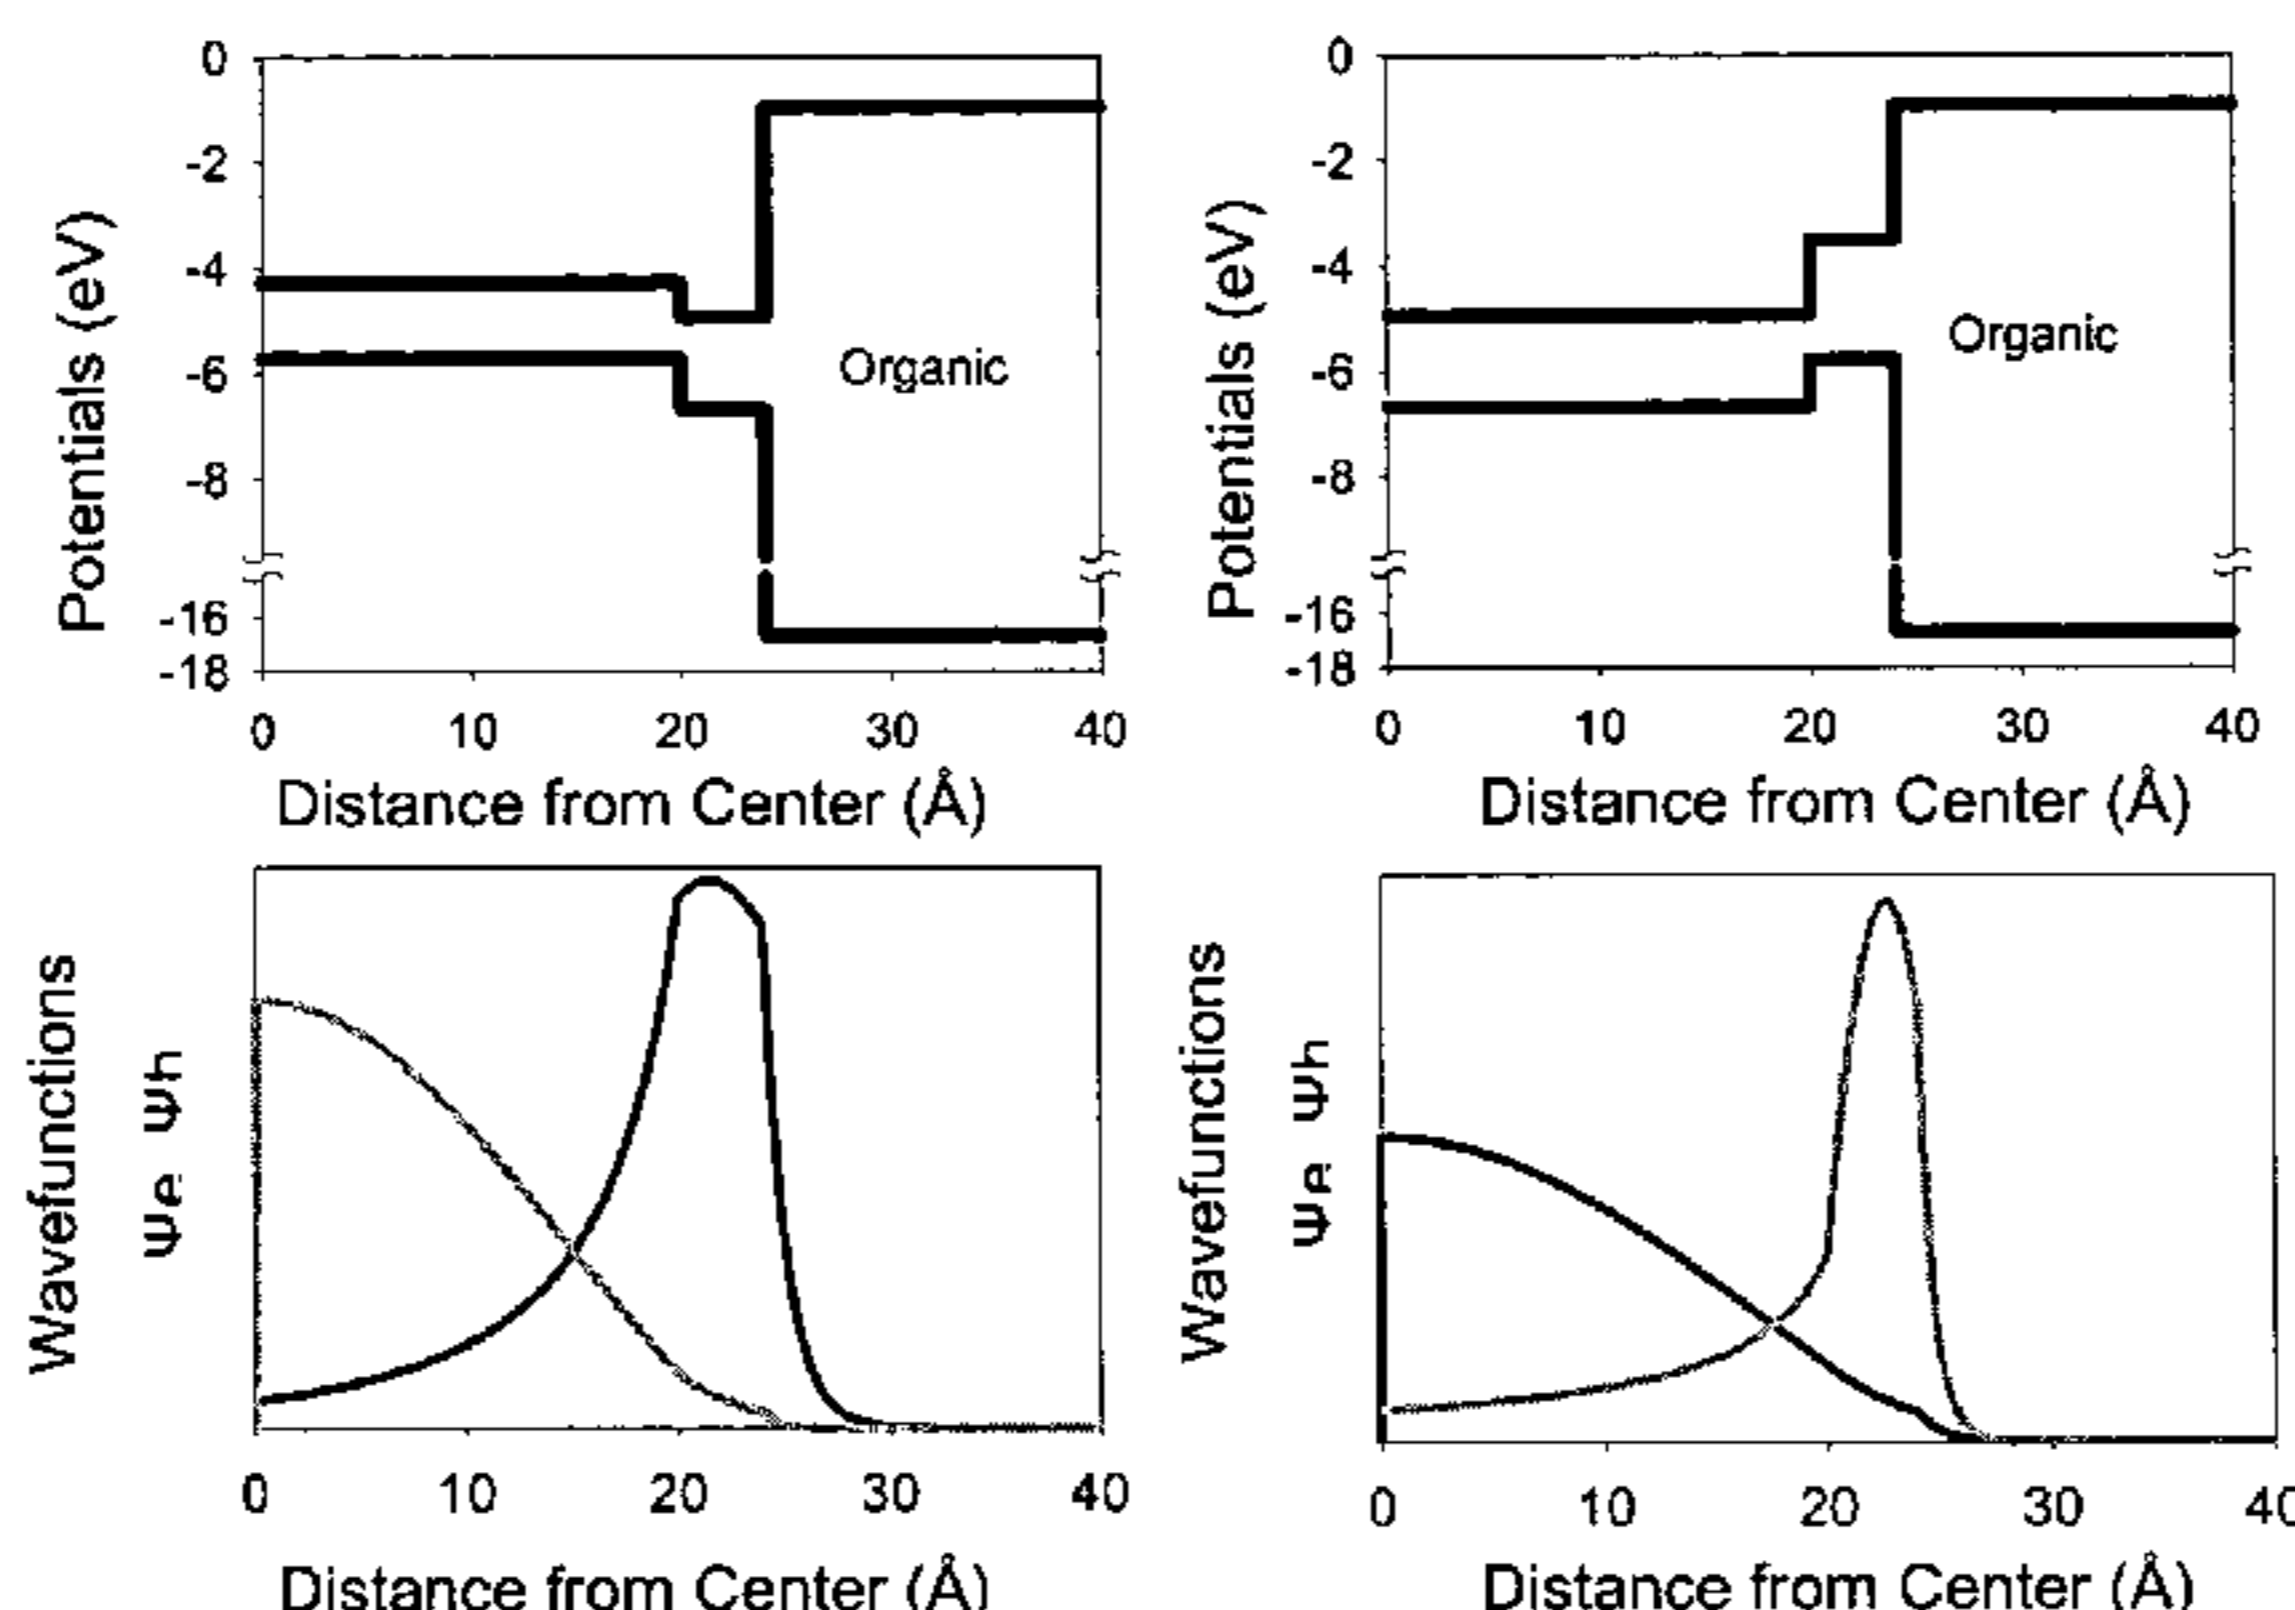 Potentials (eV)
0
-2
-4
-6
-8
-16
-18
Organic
0 10 20 30 40
Distance from Center (Å)
Potentials (eV)
0
-2
-4
-6
-8
-16
-18
Organic
0 10 20 30 40
Distance from Center (Å)
Wavefunctions
Ψe Ψh
0 10 20 30 40
Distance from Center (Å)
Wavefunctions
Ψe Ψh
0 10 20 30 40
Distance from Center (Å)